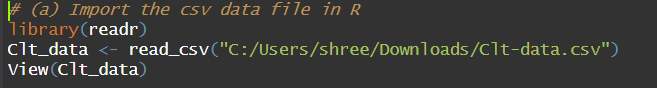 # (a) Import the csv data file in R
library(readr)
Clt_data <- read_csv("C:/Users/shree/Downloads/Clt-data.csv")
View(Clt_data)